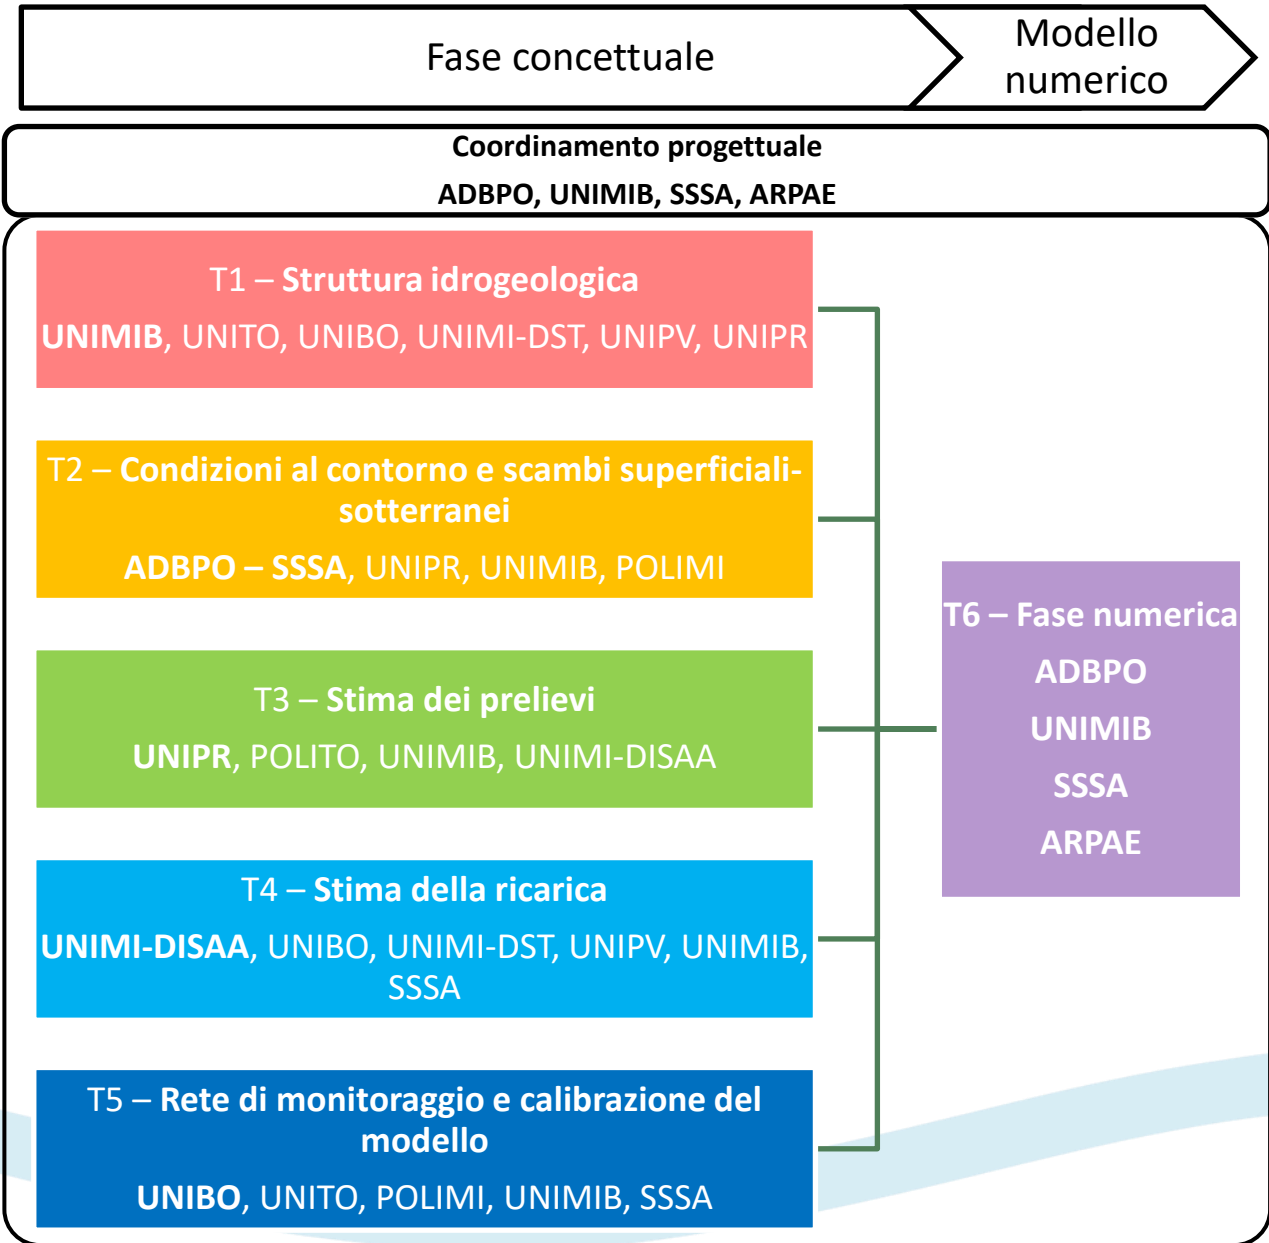 Fase concettuale
Modello
numerico
Coordinamento progettuale
ADBPO, UNIMIB, SSSA, ARPAE
T1 – Struttura idrogeologica
UNIMIB, UNITO, UNIBO, UNIMI-DST, UNIPV, UNIPR
T2 – Condizioni al contorno e scambi superficiali-
sotterranei
ADBPO – SSSA, UNIPR, UNIMIB, POLIMI
T3 – Stima dei prelievi
UNIPR, POLITO, UNIMIB, UNIMI-DISAA
T4 – Stima della ricarica
UNIMI-DISAA, UNIBO, UNIMI-DST, UNIPV, UNIMIB,
SSSA
T5 – Rete di monitoraggio e calibrazione del
modello
UNIBO, UNITO, POLIMI, UNIMIB, SSSA
T6 – Fase numerica
ADBPO
UNIMIB
SSSA
ARPAE